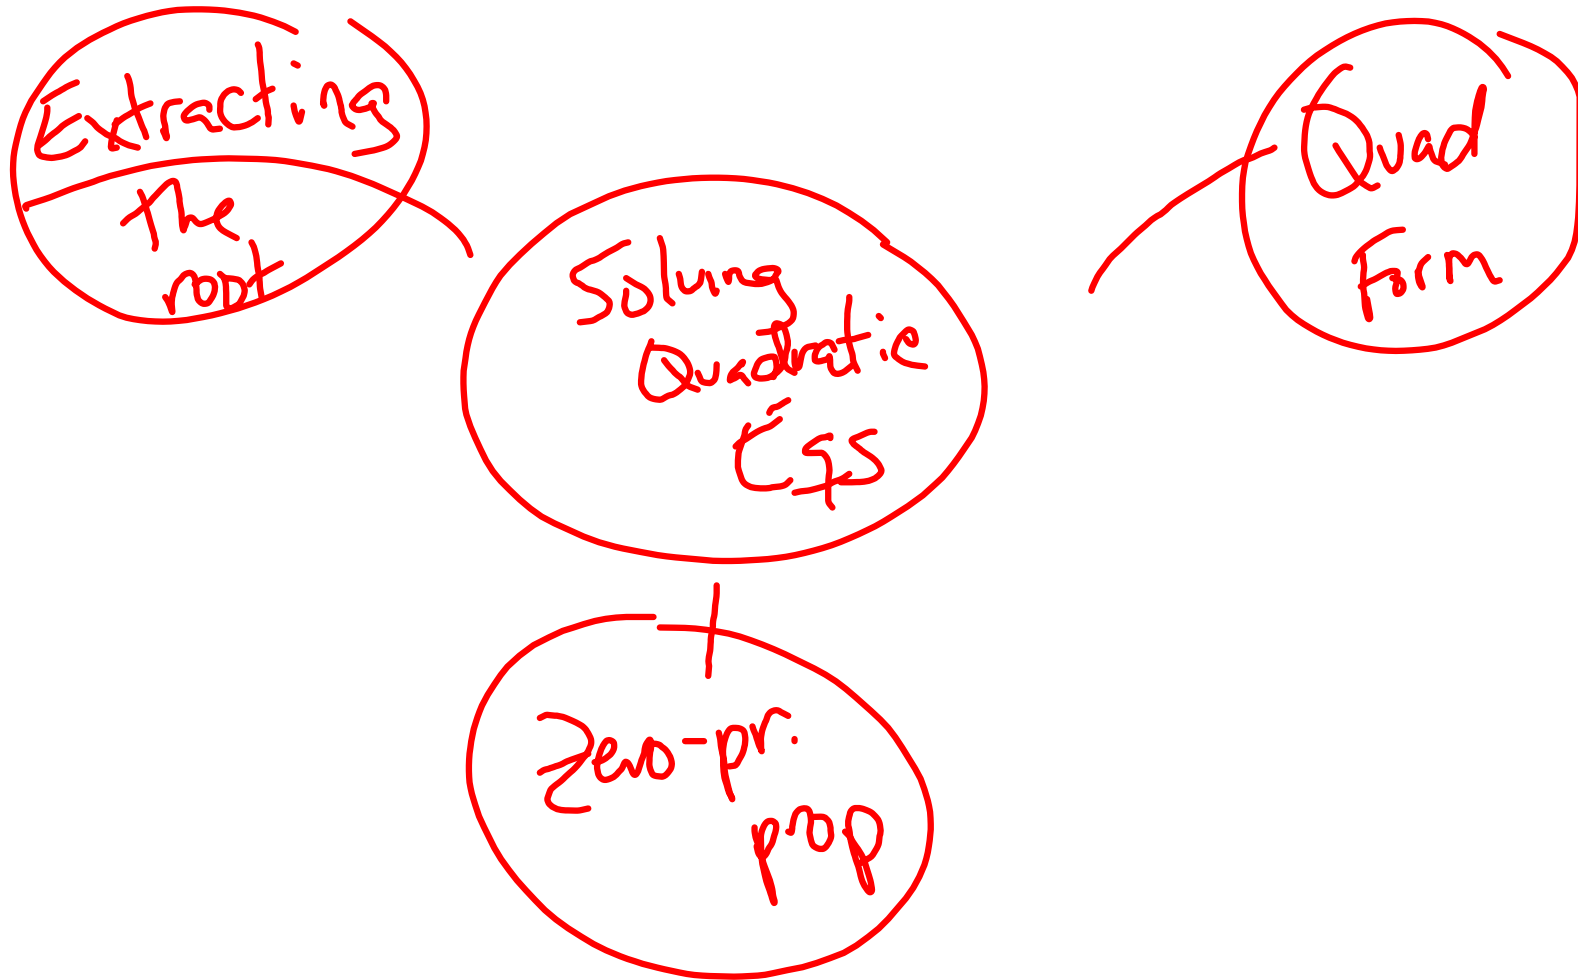 Extracting
the
root
Solving
Quadratic
Eqs
Quad
Form
Zero-pr.
prop